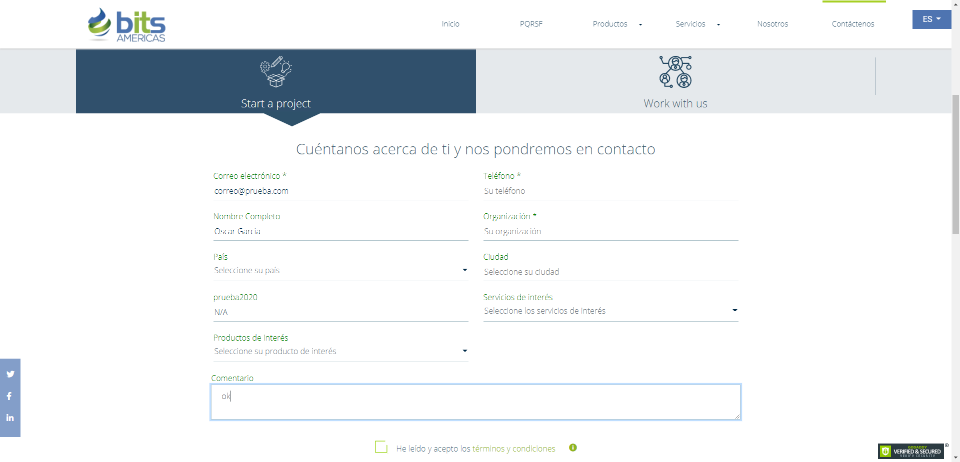 bits
AMERICAS
Inicio
PQRSF
Productos
Servicios
Nosotros
Contáctenos
ES
Start a project
Work with us
Cuéntanos acerca de ti y nos pondremos en contacto
Correo electrónico *
correo@prueba.com
Teléfono *
Su teléfono
Nombre Completo
Oscar Garcia
Organización *
Su organización
País
Seleccione su país
Ciudad
Seleccione su ciudad
prueba2020
N/A
Servicios de interés
Seleccione los servicios de interés
Productos de Interés
Seleccione su producto de interés
Comentario
ok
He leído y acepto los términos y condiciones
VERIFIED & SECURED